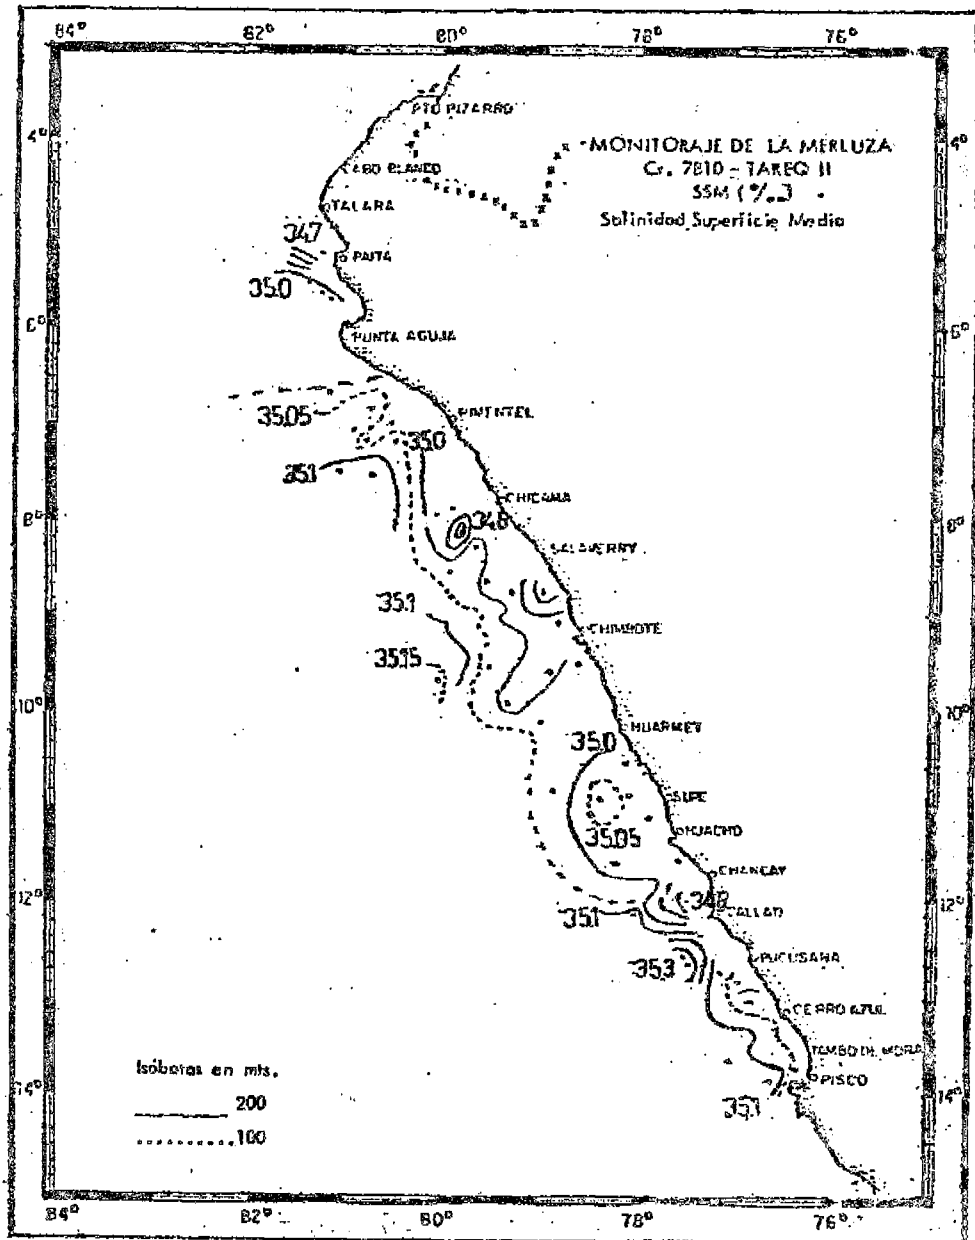 84° 82° 80° 78° 76°
PTO PIZARRO
4° 4°
MONITORAJE DE LA MERLUZA
Cr. 7810 - TAREQ II
SSM (‰)
Salinidad Superficie Media
CABO BLANCO
TALARA
34.7
PAITA
35.0
6° 6°
PUNTA AGUJA
35.05
PIMENTEL
35.0
35.1
CHICAMA
8° 34.8 8°
SALAVERRY
35.1
CHIMBOTE
35.15
10° 10°
HUARMEY
35.0
SUPE
HUACHO
35.05
CHANCAY
12° 34.8 12°
CALLAO
35.1
PUCUSANA
35.3
CERRO AZUL
TAMBO DE MORA
Isóbatas en mts.
PISCO
14° 14°
200
35.1
100
84° 82° 80° 78° 76°